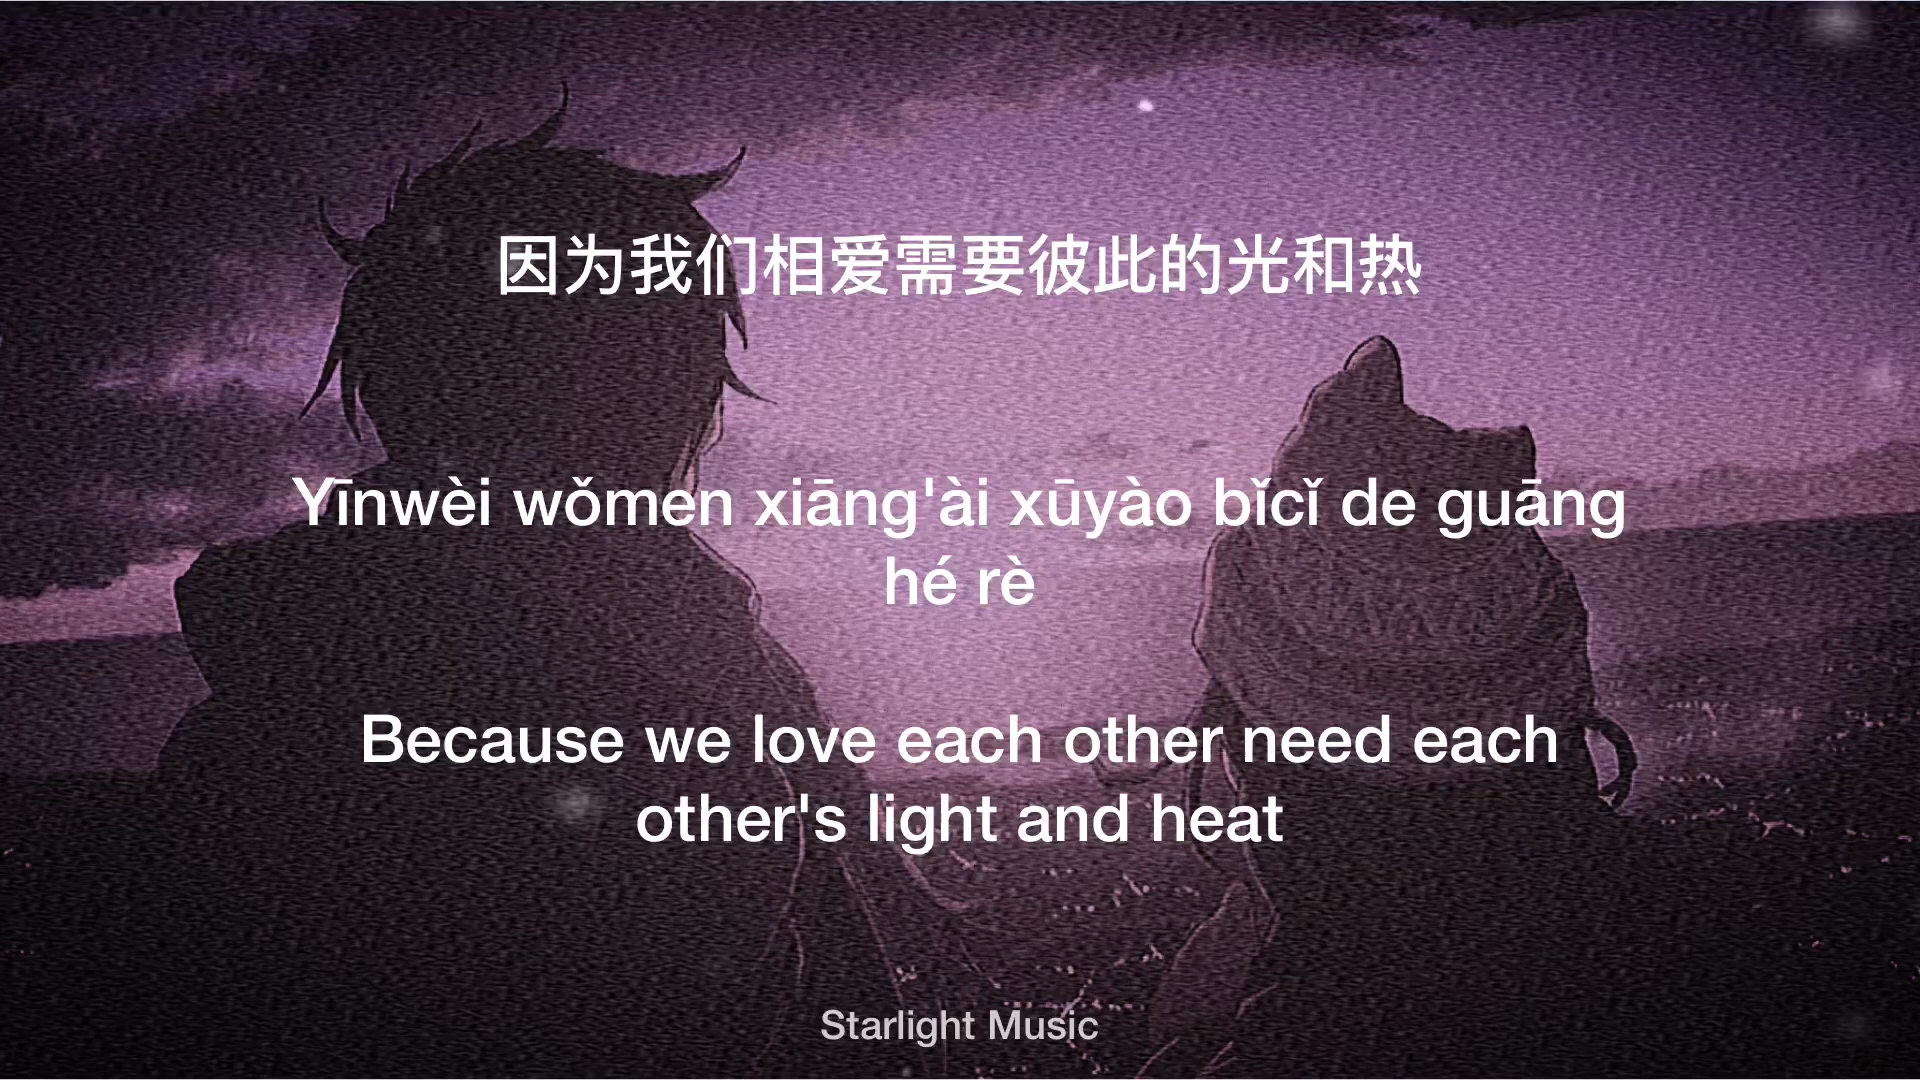 因为我们相爱需要彼此的光和热
Yīnwèi wǒmen xiāng'ài xūyào bǐcǐ de guāng
hé rè
Because we love each other need each
other's light and heat
Starlight Music